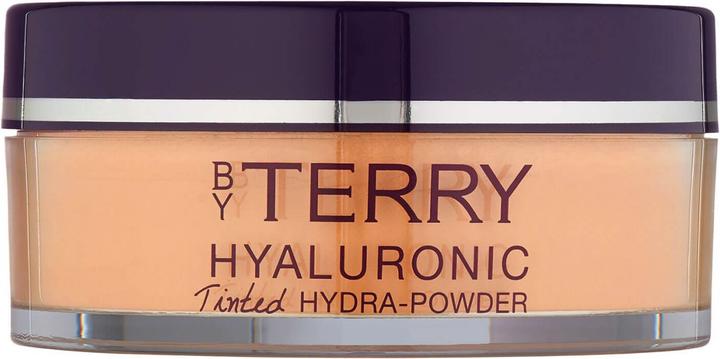 BY TERRY
HYALURONIC
Tinted HYDRA-POWDER